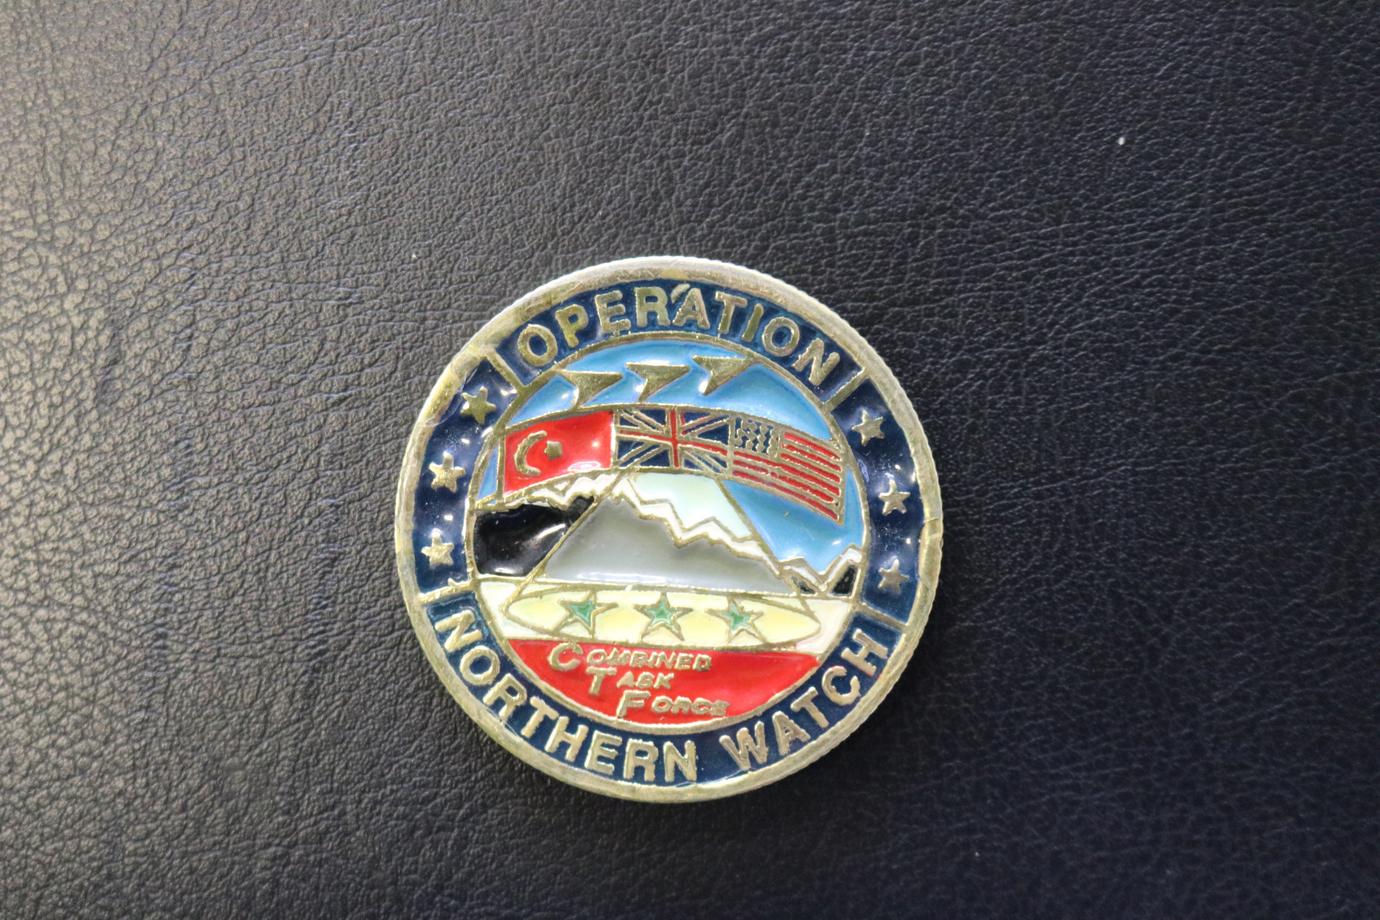 OPERATION
COMBINED
TASK
FORCE
NORTHERN WATCH